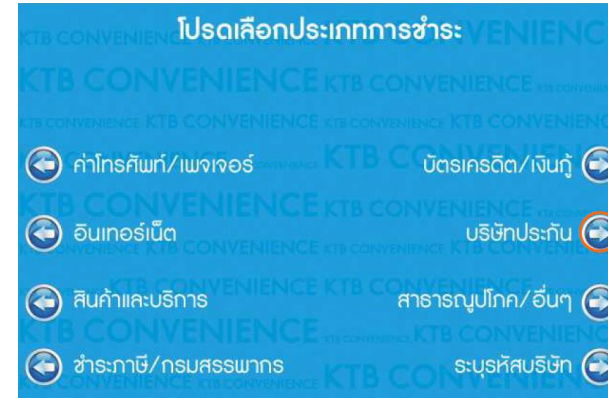 โปรดเลือกประเภทการชำระ
ค่าโทรศัพท์/เพจเจอร์
บัตรเครดิต/เงินกู้
อินเทอร์เน็ต
บริษัทประกัน
สินค้าและบริการ
สาธารณูปโภค/อื่นๆ
ชำระภาษี/กรมสรรพากร
ระบุรหัสบริษัท
KTB CONVENIENCE